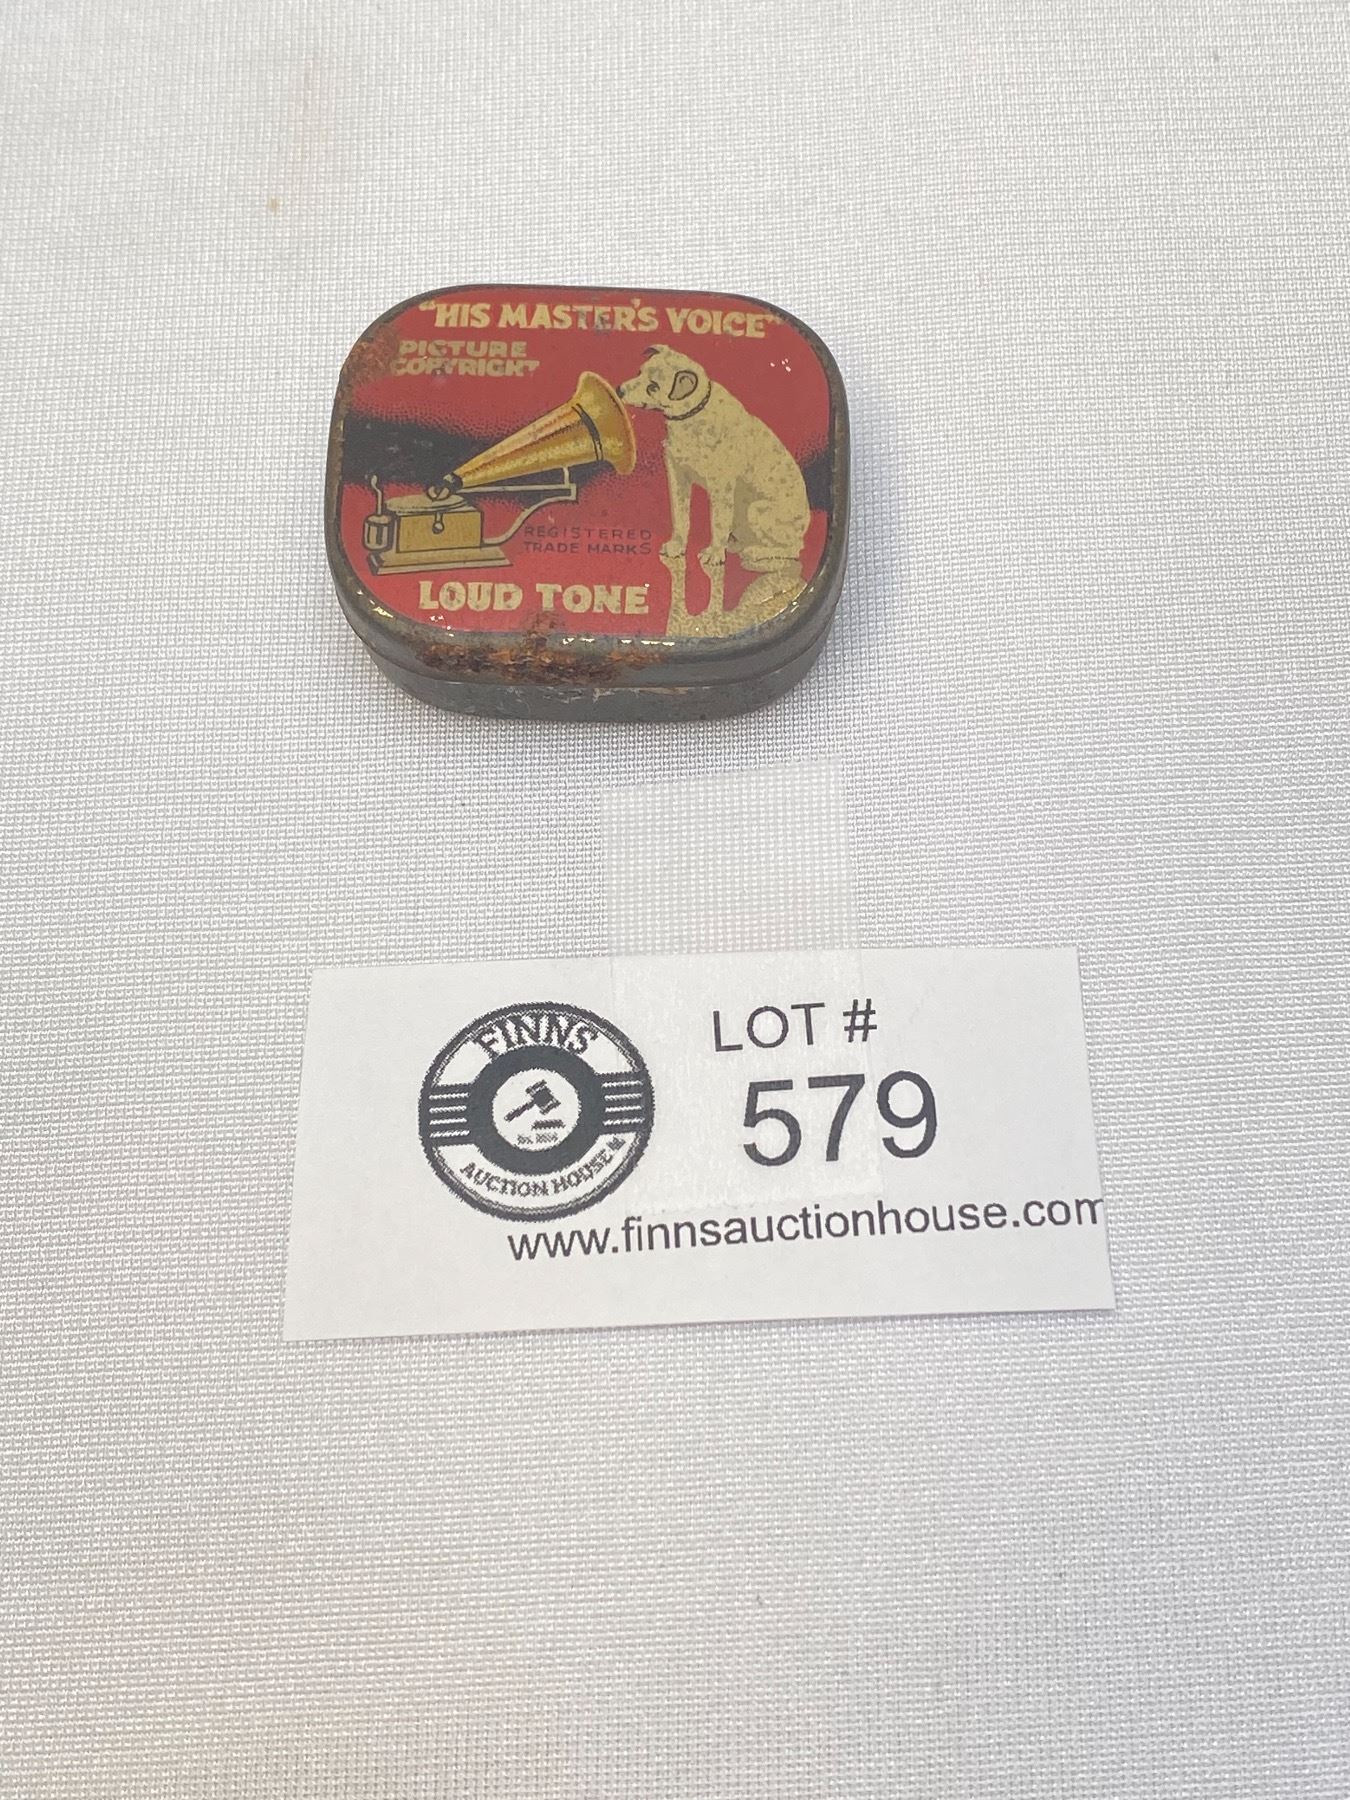 "HIS MASTER'S VOICE"
PICTURE
COPYRIGHT
REGISTERED
TRADE MARKS
LOUD TONE
FINNS
AUCTION HOUSE
LOT #
579
www.finnsauctionhouse.com